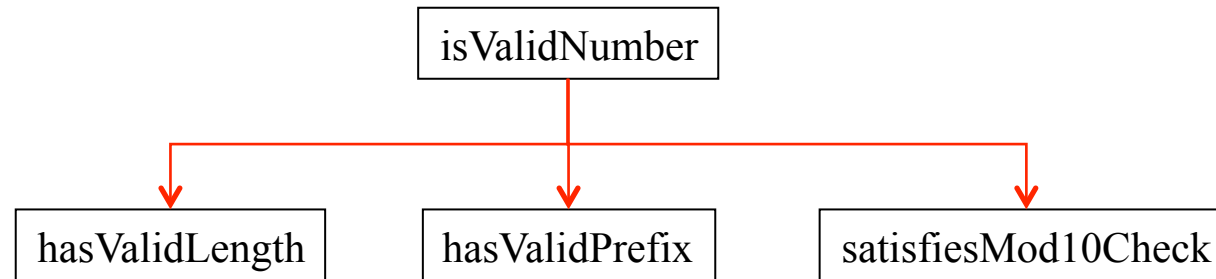 isValidNumber
hasValidLength
hasValidPrefix
satisfiesMod10Check